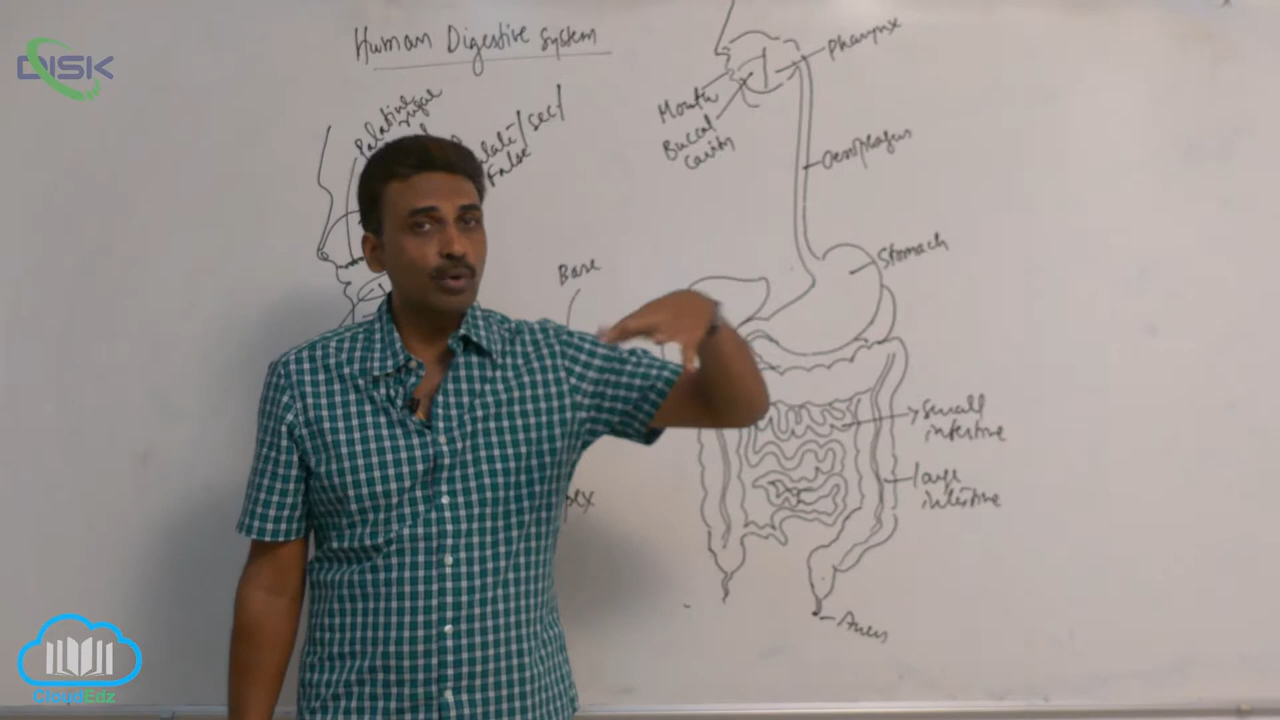 DISK
Human Digestive System
Palatine
rugae
False
Base
pharynx
Mouth
Buccal
cavity
oesophagus
Stomach
small
intestine
large
intestine
Anus
CloudEdz